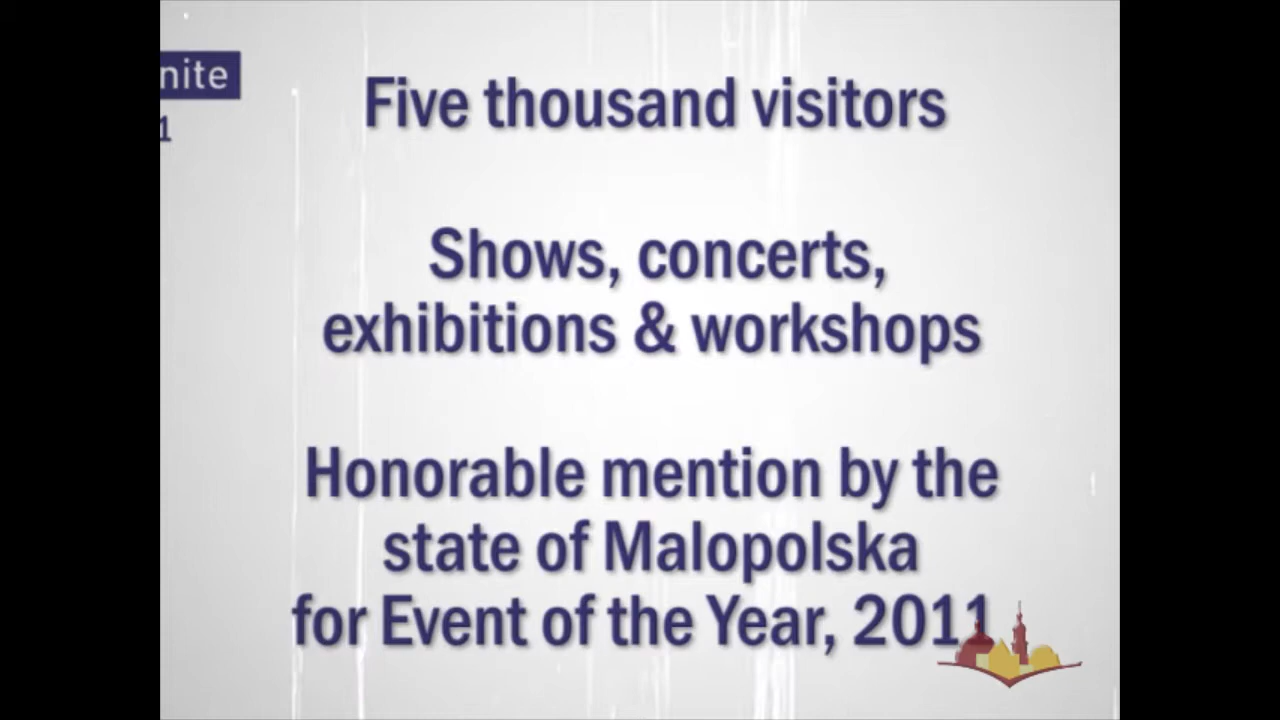 nite
1
Five thousand visitors
Shows, concerts,
exhibitions & workshops
Honorable mention by the
state of Malopolska
for Event of the Year, 2011